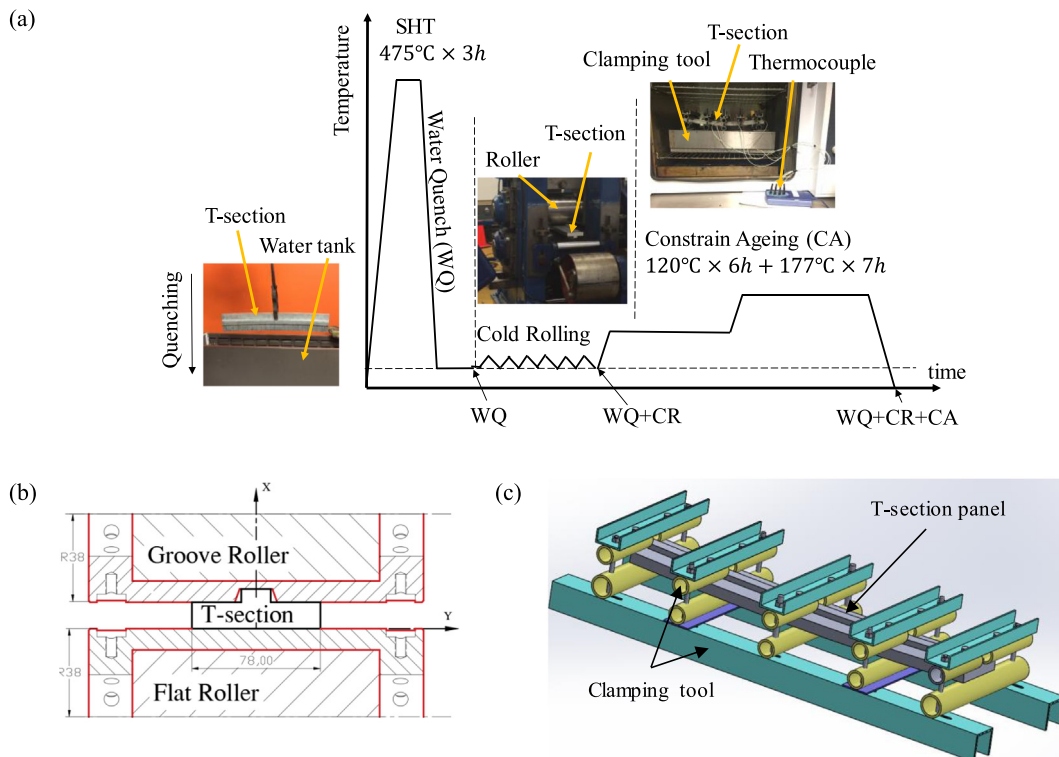 (a)
SHT
475°C × 3h
Temperature
Water Quench (WQ)
T-section
Clamping tool
Thermocouple
T-section
Roller
T-section
Water tank
Quenching
Constrain Ageing (CA)
120°C × 6h + 177°C × 7h
Cold Rolling
time
WQ
WQ+CR
WQ+CR+CA
(b)
X
R38
Groove Roller
T-section
Y
78,00
R38
Flat Roller
(c)
T-section panel
Clamping tool